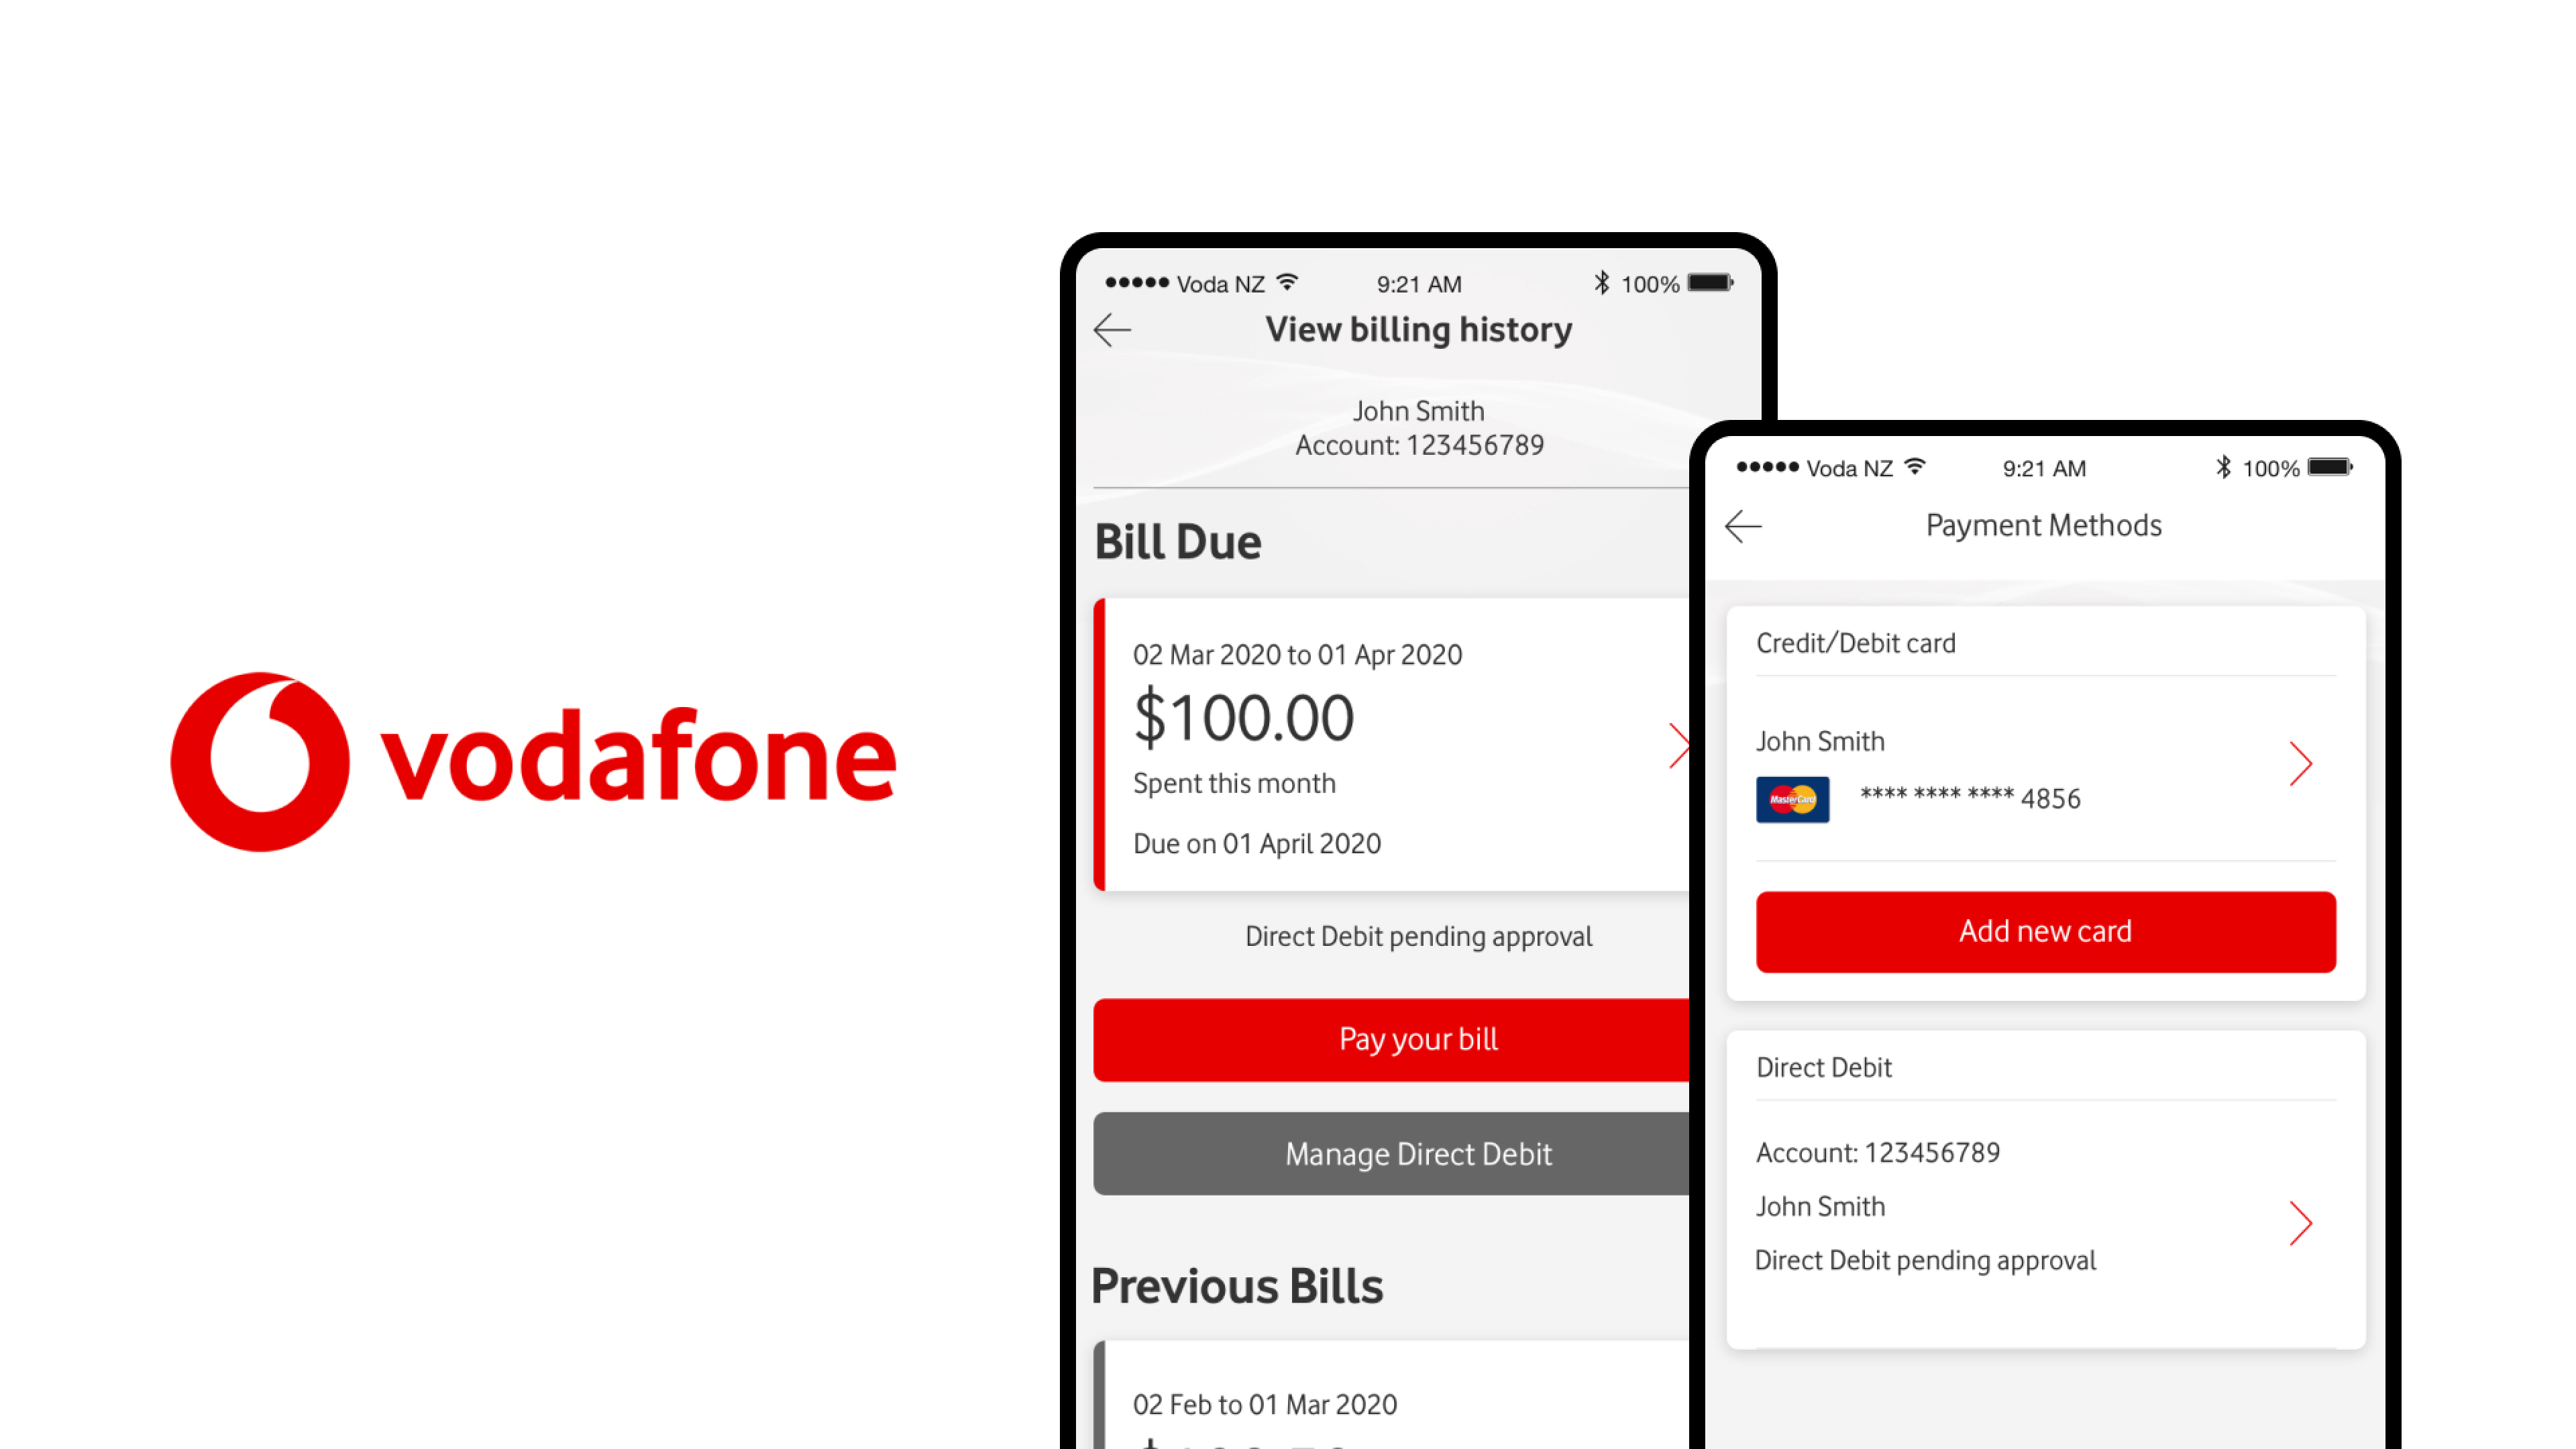 vodafone
Voda NZ 9:21 AM 100%
View billing history
John Smith
Account: 123456789
Bill Due
02 Mar 2020 to 01 Apr 2020
$100.00
Spent this month
Due on 01 April 2020
Direct Debit pending approval
Pay your bill
Manage Direct Debit
Previous Bills
02 Feb to 01 Mar 2020
Voda NZ 9:21 AM 100%
Payment Methods
Credit/Debit card
John Smith
MasterCard **** **** **** 4856
Add new card
Direct Debit
Account: 123456789
John Smith
Direct Debit pending approval